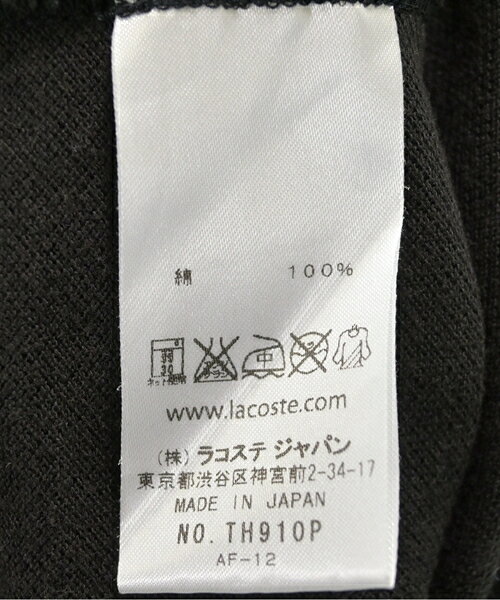 綿 100%
ネット使用
中
www.lacoste.com
(株) ラコステ ジャパン
東京都渋谷区神宮前2-34-17
MADE IN JAPAN
NO. TH910P
AF-12